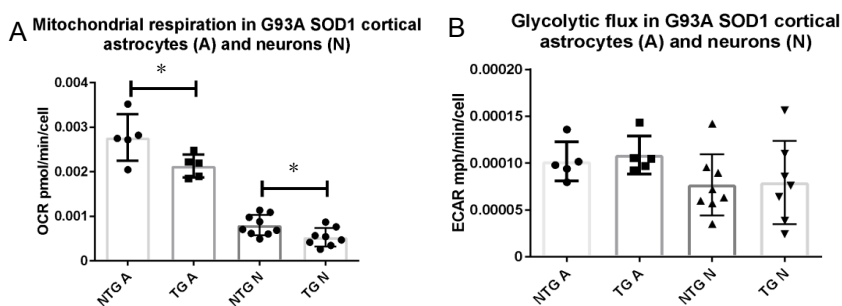 A
Mitochondrial respiration in G93A SOD1 cortical
astrocytes (A) and neurons (N)
OCR pmol/min/cell
0.004
0.003
0.002
0.001
0
*
*
NTG A
TG A
NTG N
TG N
B
Glycolytic flux in G93A SOD1 cortical
astrocytes (A) and neurons (N)
ECAR mph/min/cell
0.00020
0.00015
0.00010
0.00005
0
NTG A
TG A
NTG N
TG N